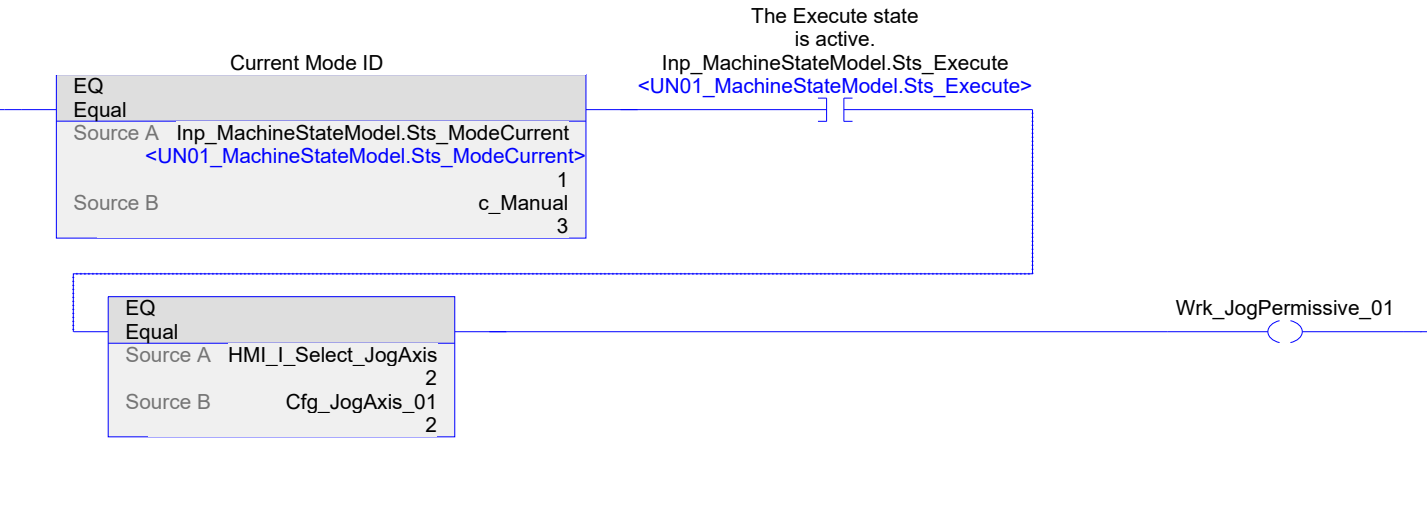 The Execute state
is active.
Current Mode ID
Inp_MachineStateModel.Sts_Execute
<UN01_MachineStateModel.Sts_Execute>
EQ
Equal
Source A Inp_MachineStateModel.Sts_ModeCurrent
<UN01_MachineStateModel.Sts_ModeCurrent>
1
Source B c_Manual
3
EQ
Equal
Source A HMI_I_Select_JogAxis
2
Source B Cfg_JogAxis_01
2
Wrk_JogPermissive_01